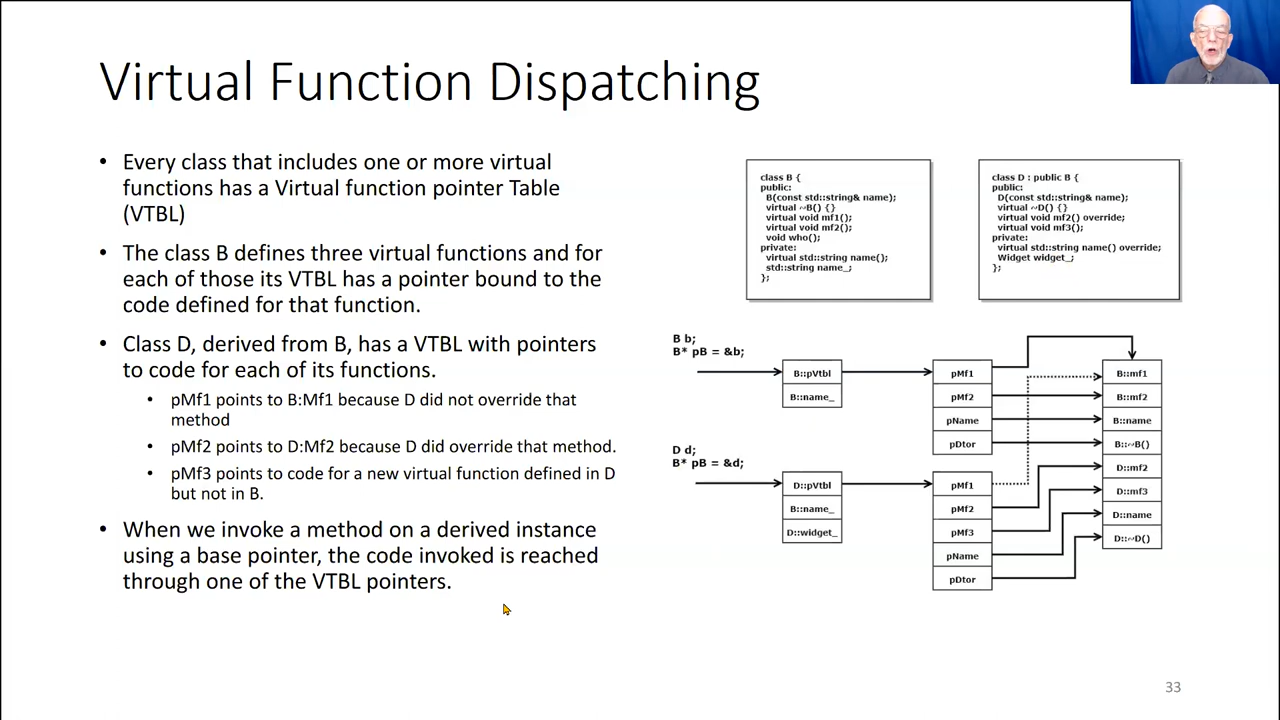 Virtual Function Dispatching
• Every class that includes one or more virtual
functions has a Virtual function pointer Table
(VTBL)
• The class B defines three virtual functions and for
each of those its VTBL has a pointer bound to the
code defined for that function.
• Class D, derived from B, has a VTBL with pointers
to code for each of its functions.
• pMf1 points to B:Mf1 because D did not override that
method
• pMf2 points to D:Mf2 because D did override that method.
• pMf3 points to code for a new virtual function defined in D
but not in B.
• When we invoke a method on a derived instance
using a base pointer, the code invoked is reached
through one of the VTBL pointers.
class B {
public:
B(const std::string& name);
virtual ~B() {}
virtual void mf1();
virtual void mf2();
void who();
private:
virtual std::string name();
std::string name_;
};
class D : public B {
public:
D(const std::string& name);
virtual ~D() {}
virtual void mf2() override;
virtual void mf3();
private:
virtual std::string name() override;
Widget widget_;
};
B b;
B* pB = &b;
B::pVtbl
B::name_
pMf1
pMf2
pName
pDtor
D d;
B* pB = &d;
D::pVtbl
B::name_
D::widget_
pMf1
pMf2
pMf3
pName
pDtor
B::mf1
B::mf2
B::name
B::~B()
D::mf2
D::mf3
D::name
D::~D()
33